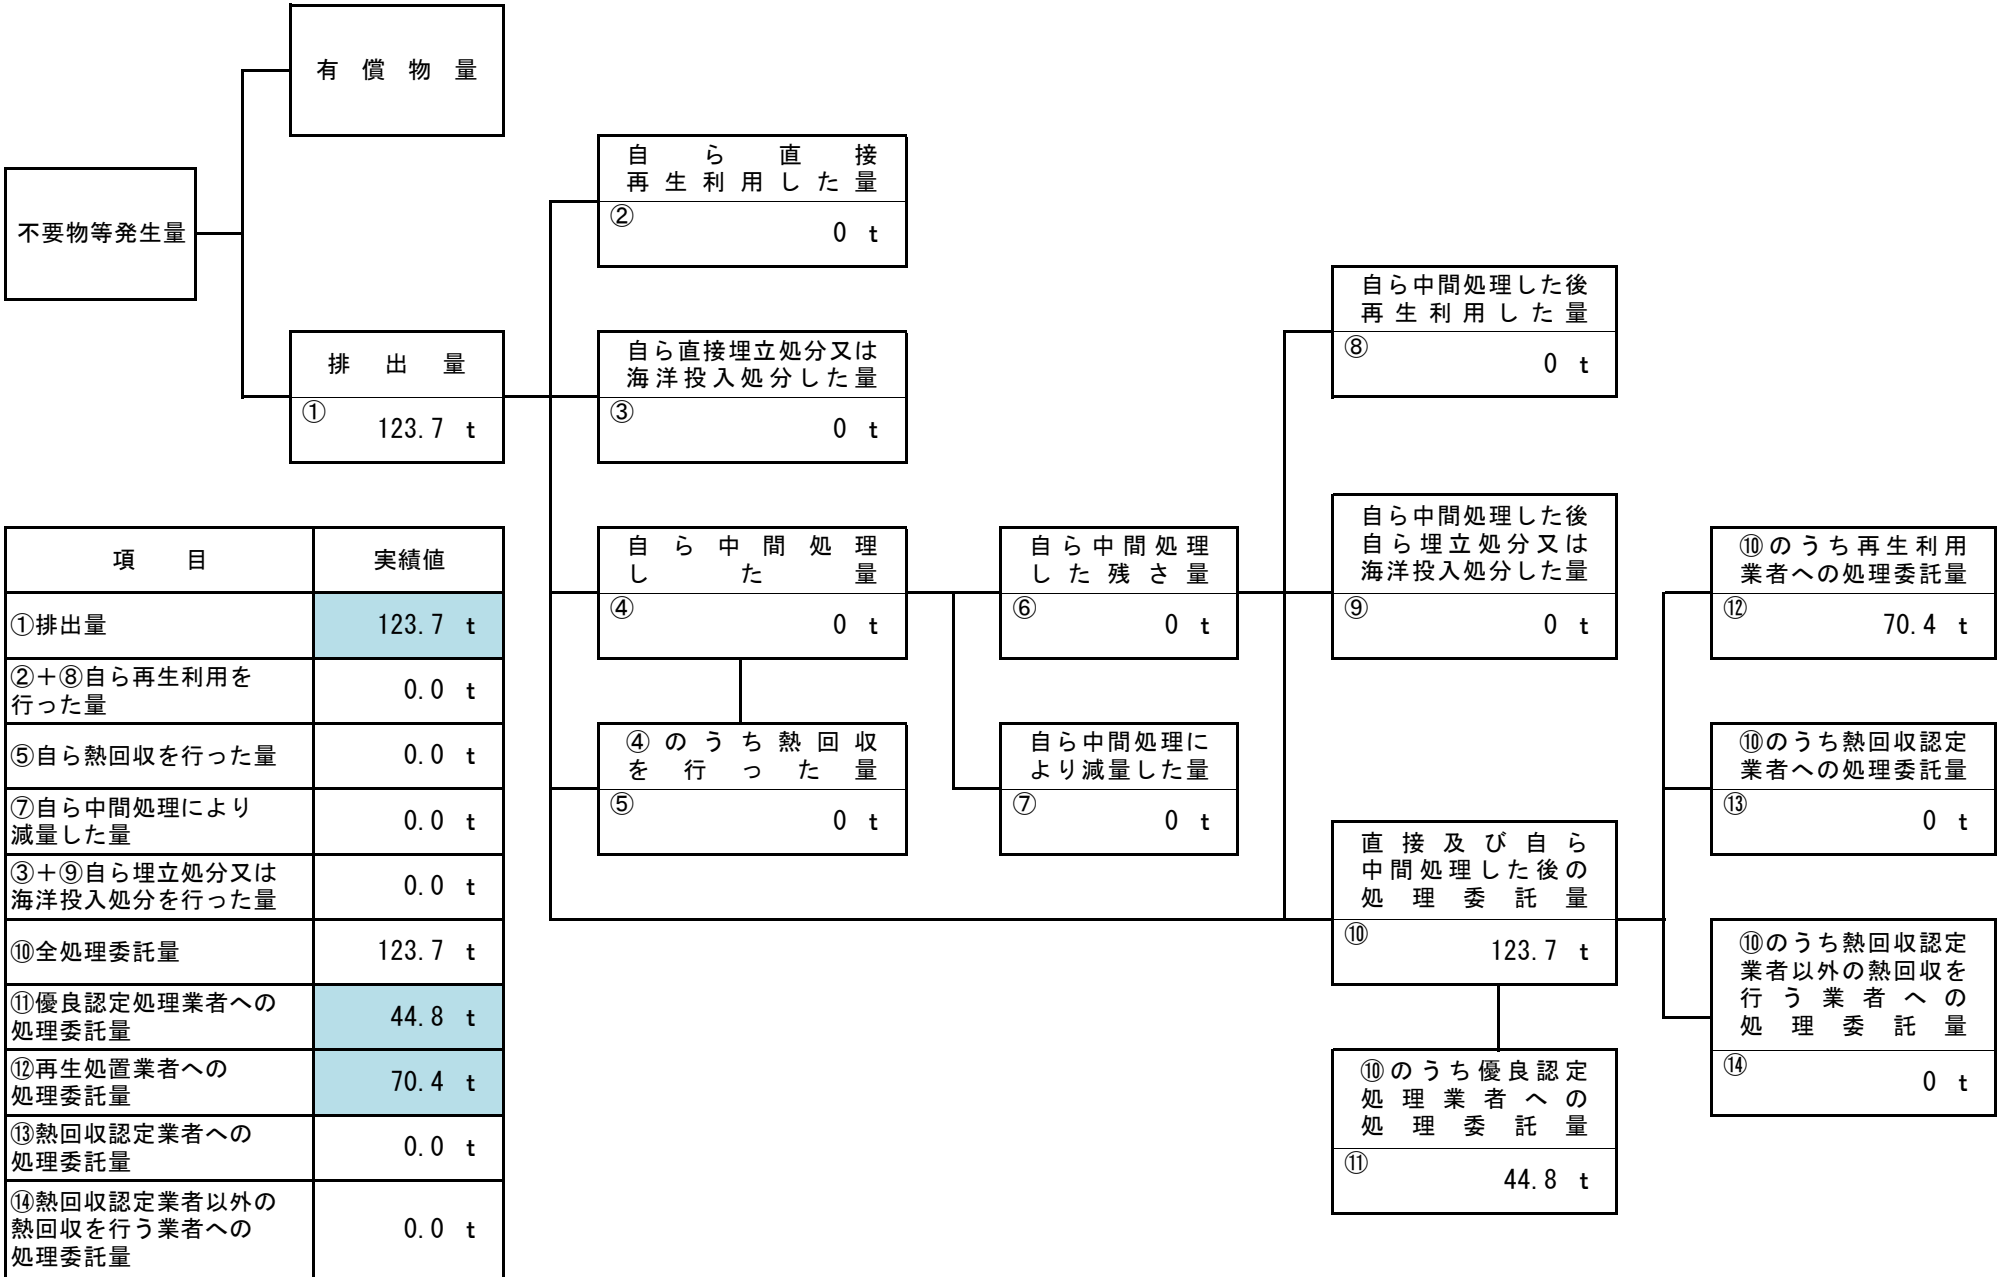 有償物量
自ら直接
再生利用した量
②
0 t
不要物等発生量
自ら中間処理した後
再生利用した量
⑧
0 t
排出量
①
123.7 t
自ら直接埋立処分又は
海洋投入処分した量
③
0 t
自ら中間処理
した量
④
0 t
自ら中間処理
した残さ量
⑥
0 t
自ら中間処理した後
自ら埋立処分又は
海洋投入処分した量
⑨
0 t
⑩のうち再生利用
業者への処理委託量
⑫
70.4 t
④のうち熱回収
を行った量
⑤
0 t
自ら中間処理に
より減量した量
⑦
0 t
⑩のうち熱回収認定
業者への処理委託量
⑬
0 t
直接及び自ら
中間処理した後の
処理委託量
⑩
123.7 t
⑩のうち熱回収認定
業者以外の熱回収を
行う業者への
処理委託量
⑭
0 t
⑩のうち優良認定
処理業者への
処理委託量
⑪
44.8 t
項目 実績値
①排出量 123.7 t
②＋⑧自ら再生利用を
行った量 0.0 t
⑤自ら熱回収を行った量 0.0 t
⑦自ら中間処理により
減量した量 0.0 t
③＋⑨自ら埋立処分又は
海洋投入処分を行った量 0.0 t
⑩全処理委託量 123.7 t
⑪優良認定処理業者への
処理委託量 44.8 t
⑫再生処置業者への
処理委託量 70.4 t
⑬熱回収認定業者への
処理委託量 0.0 t
⑭熱回収認定業者以外の
熱回収を行う業者への
処理委託量 0.0 t